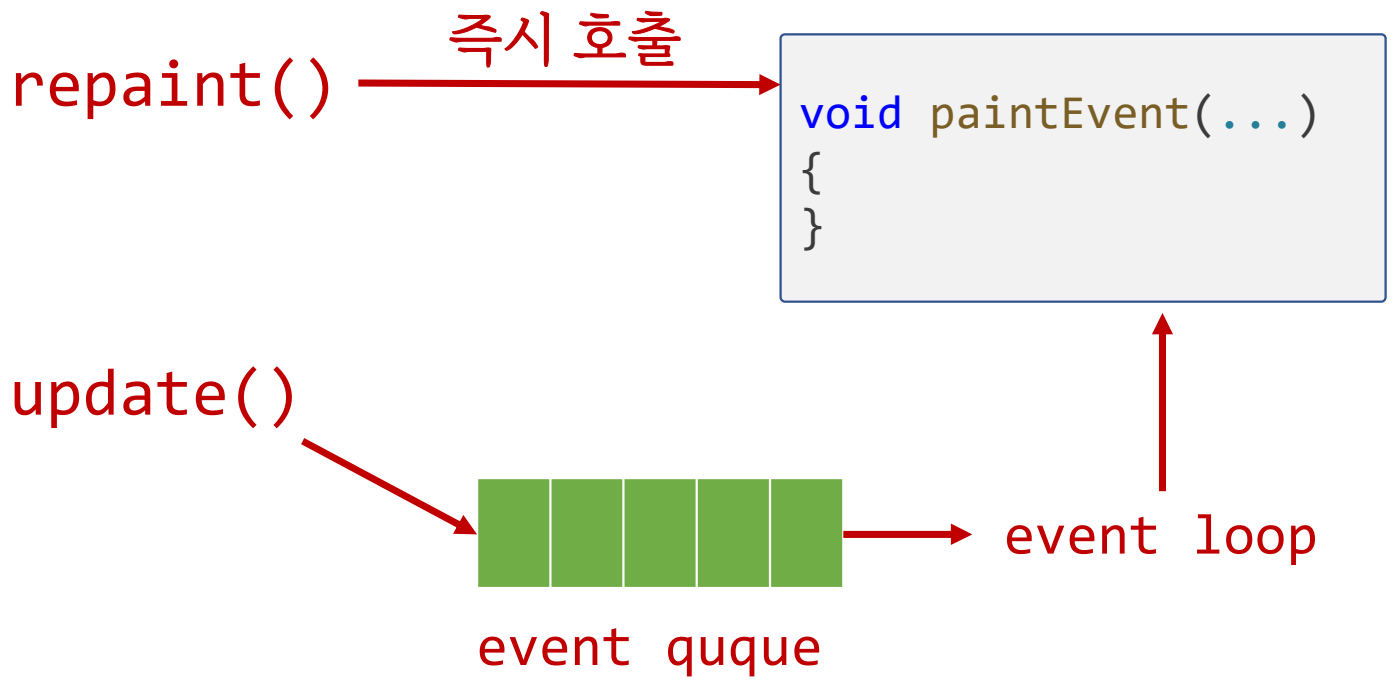 즉시 호출
repaint()
void paintEvent(...)
{
}
update()
event loop
event quque